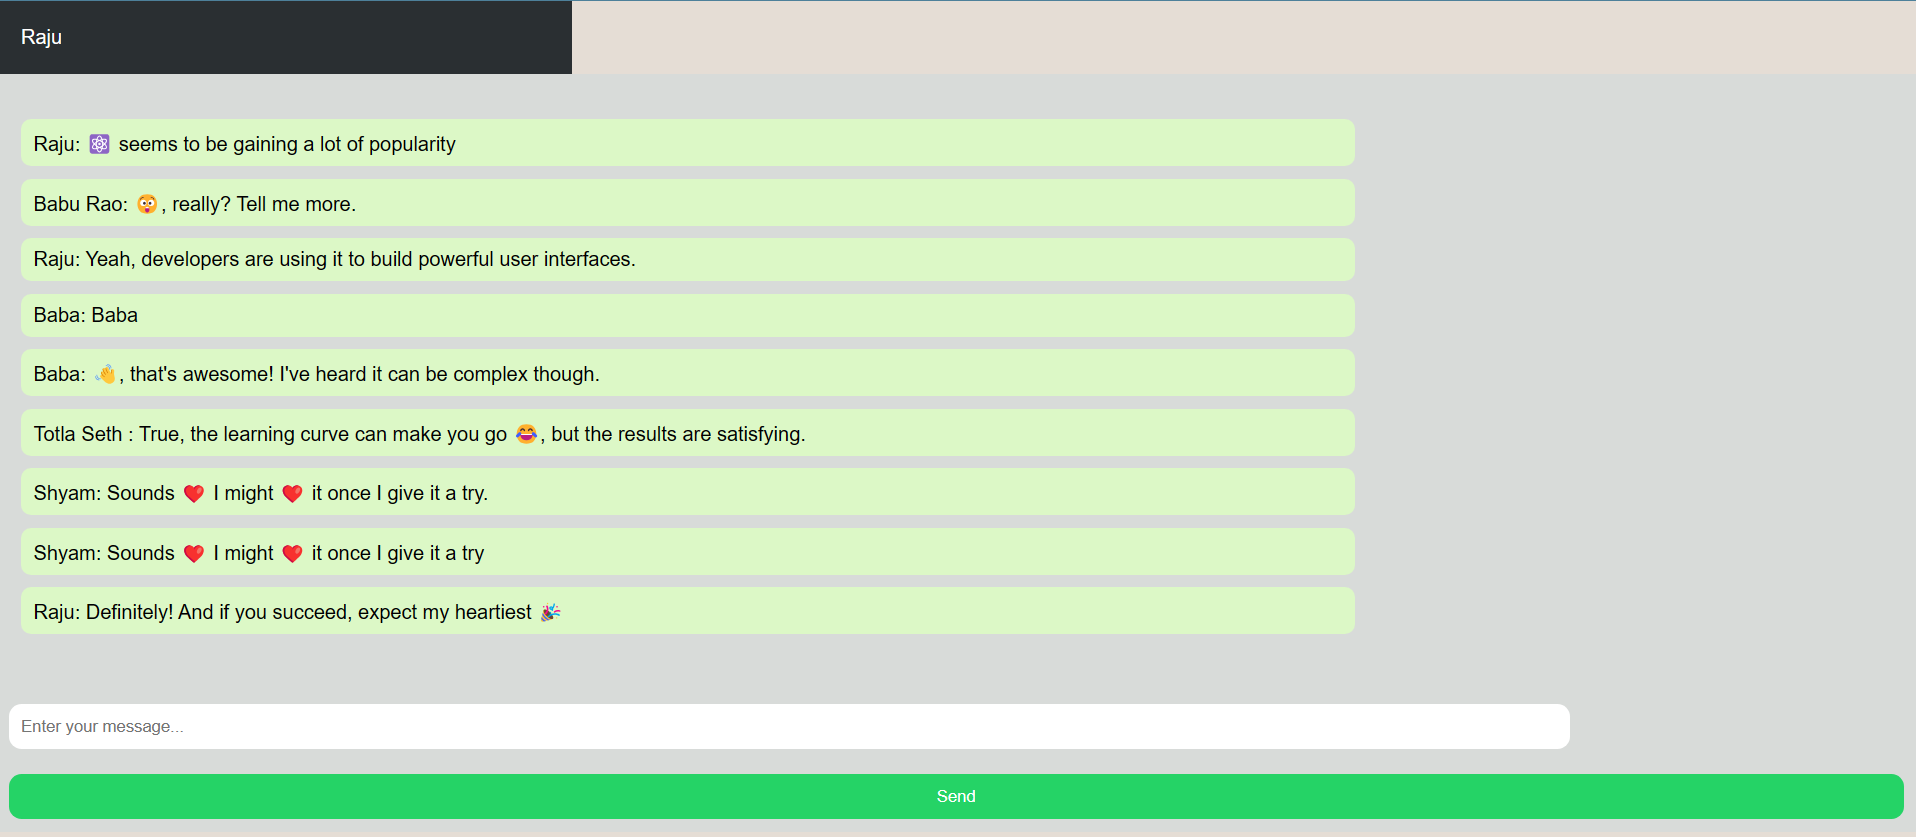 Raju
Raju: ⚛️ seems to be gaining a lot of popularity
Babu Rao: 😲, really? Tell me more.
Raju: Yeah, developers are using it to build powerful user interfaces.
Baba: Baba
Baba: 👋, that's awesome! I've heard it can be complex though.
Totla Seth : True, the learning curve can make you go 😂, but the results are satisfying.
Shyam: Sounds ❤️ I might ❤️ it once I give it a try.
Shyam: Sounds ❤️ I might ❤️ it once I give it a try
Raju: Definitely! And if you succeed, expect my heartiest 🎉
Enter your message...
Send